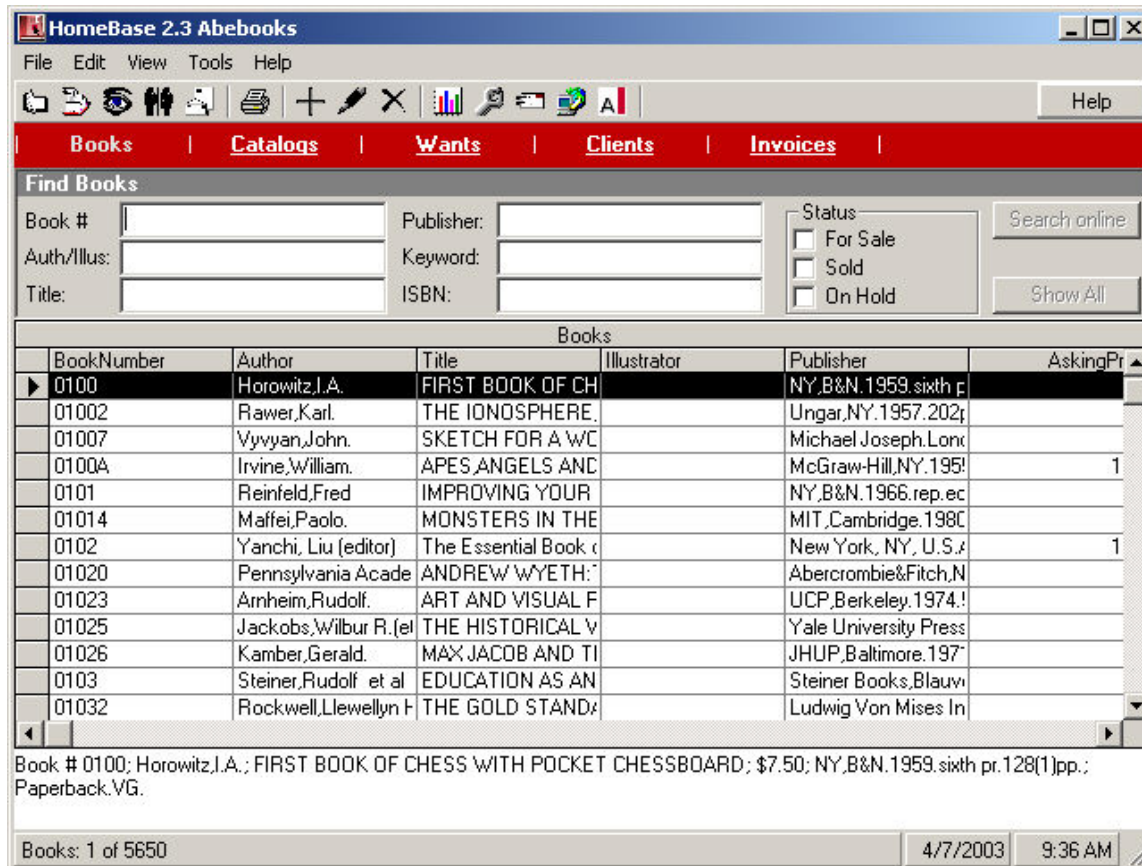 HomeBase 2.3 Abebooks
File Edit View Tools Help
Help
Books | Catalogs | Wants | Clients | Invoices |
Find Books
Book # Publisher: Status Search online
For Sale
Auth/Illus: Keyword: Sold
Title: ISBN: On Hold Show All
Books
BookNumber Author Title Illustrator Publisher AskingPr
0100 Horowitz,I.A. FIRST BOOK OF CH NY,B&N.1959.sixth p
01002 Rawer,Karl. THE IONOSPHERE, Ungar,NY.1957.202p
01007 Vyvyan,John. SKETCH FOR A WO Michael Joseph.Lond
0100A Irvine,William. APES,ANGELS AND McGraw-Hill,NY.195 1
0101 Reinfeld,Fred IMPROVING YOUR NY,B&N.1966.rep.ed
01014 Maffei,Paolo. MONSTERS IN THE MIT,Cambridge.1980
0102 Yanchi, Liu (editor) The Essential Book New York, NY, U.S. 1
01020 Pennsylvania Acade ANDREW WYETH: Abercrombie&Fitch,N
01023 Arnheim,Rudolf. ART AND VISUAL UCP,Berkeley.1974.
01025 Jackobs,Wilbur R. THE HISTORICAL Yale University Press
01026 Kamber,Gerald. MAX JACOB AND JHUP,Baltimore.197
0103 Steiner,Rudolf et al EDUCATION AS AN Steiner Books,Blauv
01032 Rockwell,Llewellyn THE GOLD STAND Ludwig Von Mises In
Book # 0100; Horowitz,I.A.; FIRST BOOK OF CHESS WITH POCKET CHESSBOARD; $7.50; NY,B&N.1959.sixth pr.128(1)pp.;
Paperback.VG.
Books: 1 of 5650 4/7/2003 9:36 AM